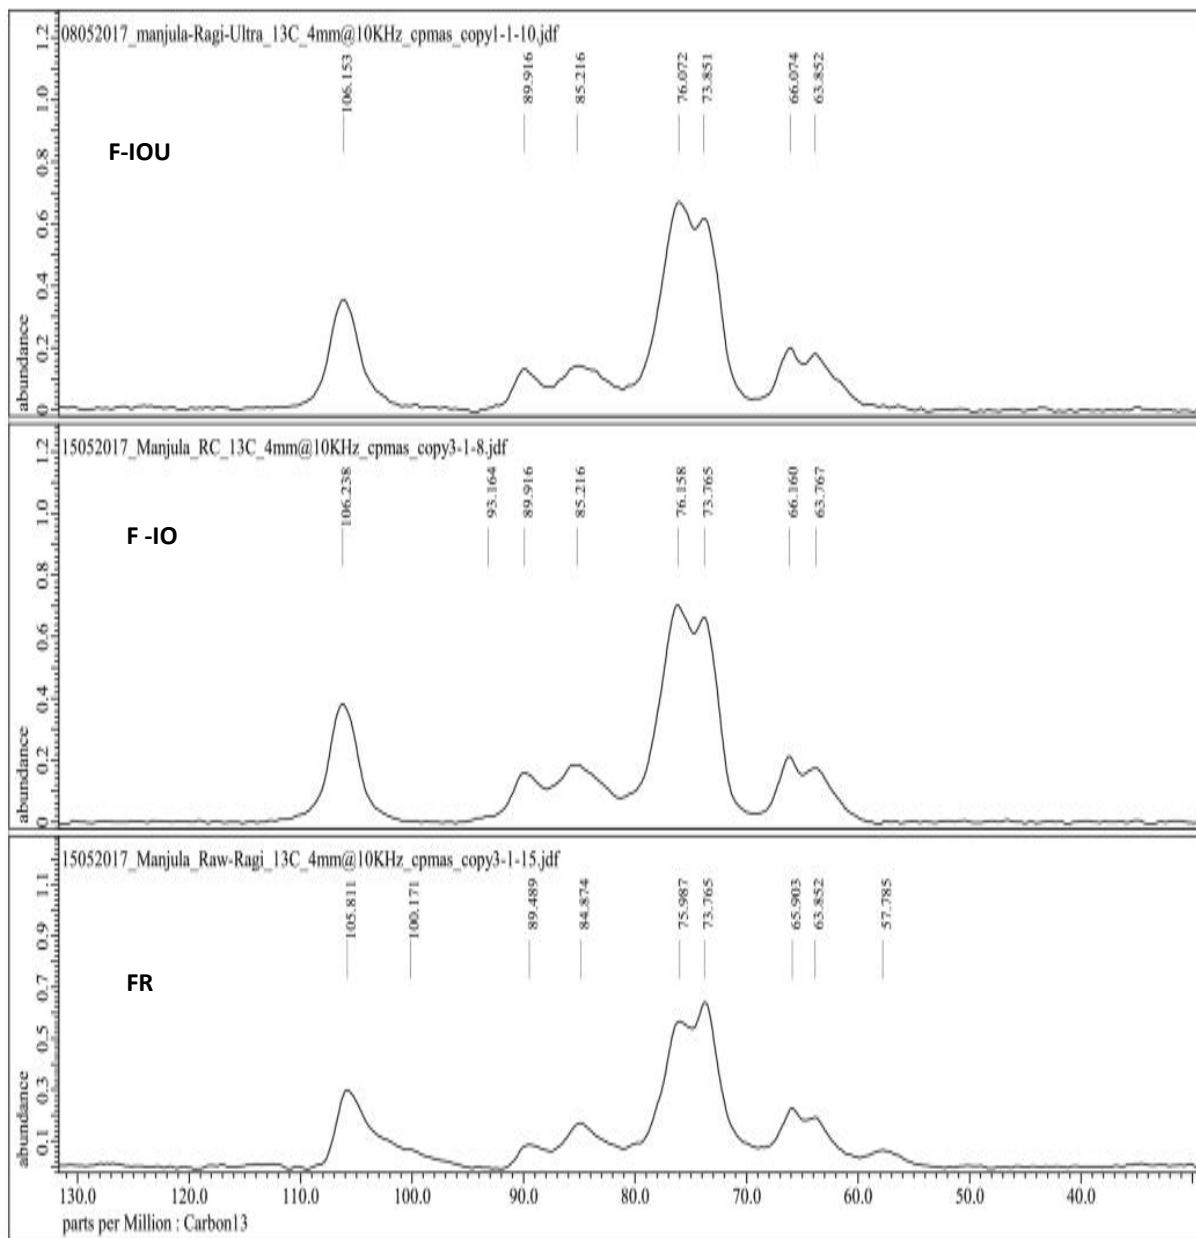 08052017_manjula-Ragi-Ultra_13C_4mm@10KHz_cpmas_copy1-1-10.jdf
106.153 89.916 85.216 76.072 73.851 66.074 63.852
F-IOU
1.2
1.0
0.8
0.6
0.4
0.2
0
abundance
15052017_Manjula_RC_13C_4mm@10KHz_cpmas_copy3-1-8.jdf
106.238 93.164 89.916 85.216 76.158 73.765 66.160 63.767
F -IO
1.2
1.0
0.8
0.6
0.4
0.2
0
abundance
15052017_Manjula_Raw-Ragi_13C_4mm@10KHz_cpmas_copy3-1-15.jdf
105.811 100.171 89.489 84.874 75.987 73.765 65.903 63.852 57.785
FR
1.1
0.9
0.7
0.5
0.3
0.1
abundance
130.0 120.0 110.0 100.0 90.0 80.0 70.0 60.0 50.0 40.0
parts per Million : Carbon13